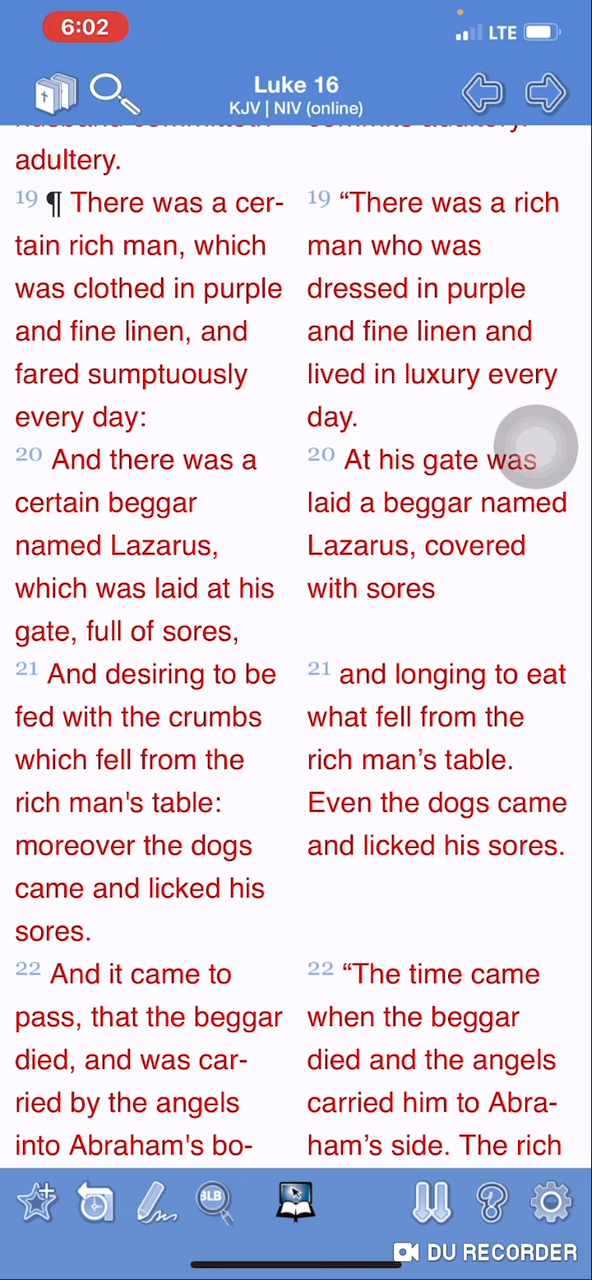 6:02
LTE
Luke 16
KJV | NIV (online)
adultery.
19 ¶ There was a cer-
tain rich man, which
was clothed in purple
and fine linen, and
fared sumptuously
every day:
20 And there was a
certain beggar
named Lazarus,
which was laid at his
gate, full of sores,
21 And desiring to be
fed with the crumbs
which fell from the
rich man's table:
moreover the dogs
came and licked his
sores.
22 And it came to
pass, that the beggar
died, and was car-
ried by the angels
into Abraham's bo-
19 “There was a rich
man who was
dressed in purple
and fine linen and
lived in luxury every
day.
20 At his gate was
laid a beggar named
Lazarus, covered
with sores
21 and longing to eat
what fell from the
rich man’s table.
Even the dogs came
and licked his sores.
22 “The time came
when the beggar
died and the angels
carried him to Abra-
ham’s side. The rich
BLB
DU RECORDER